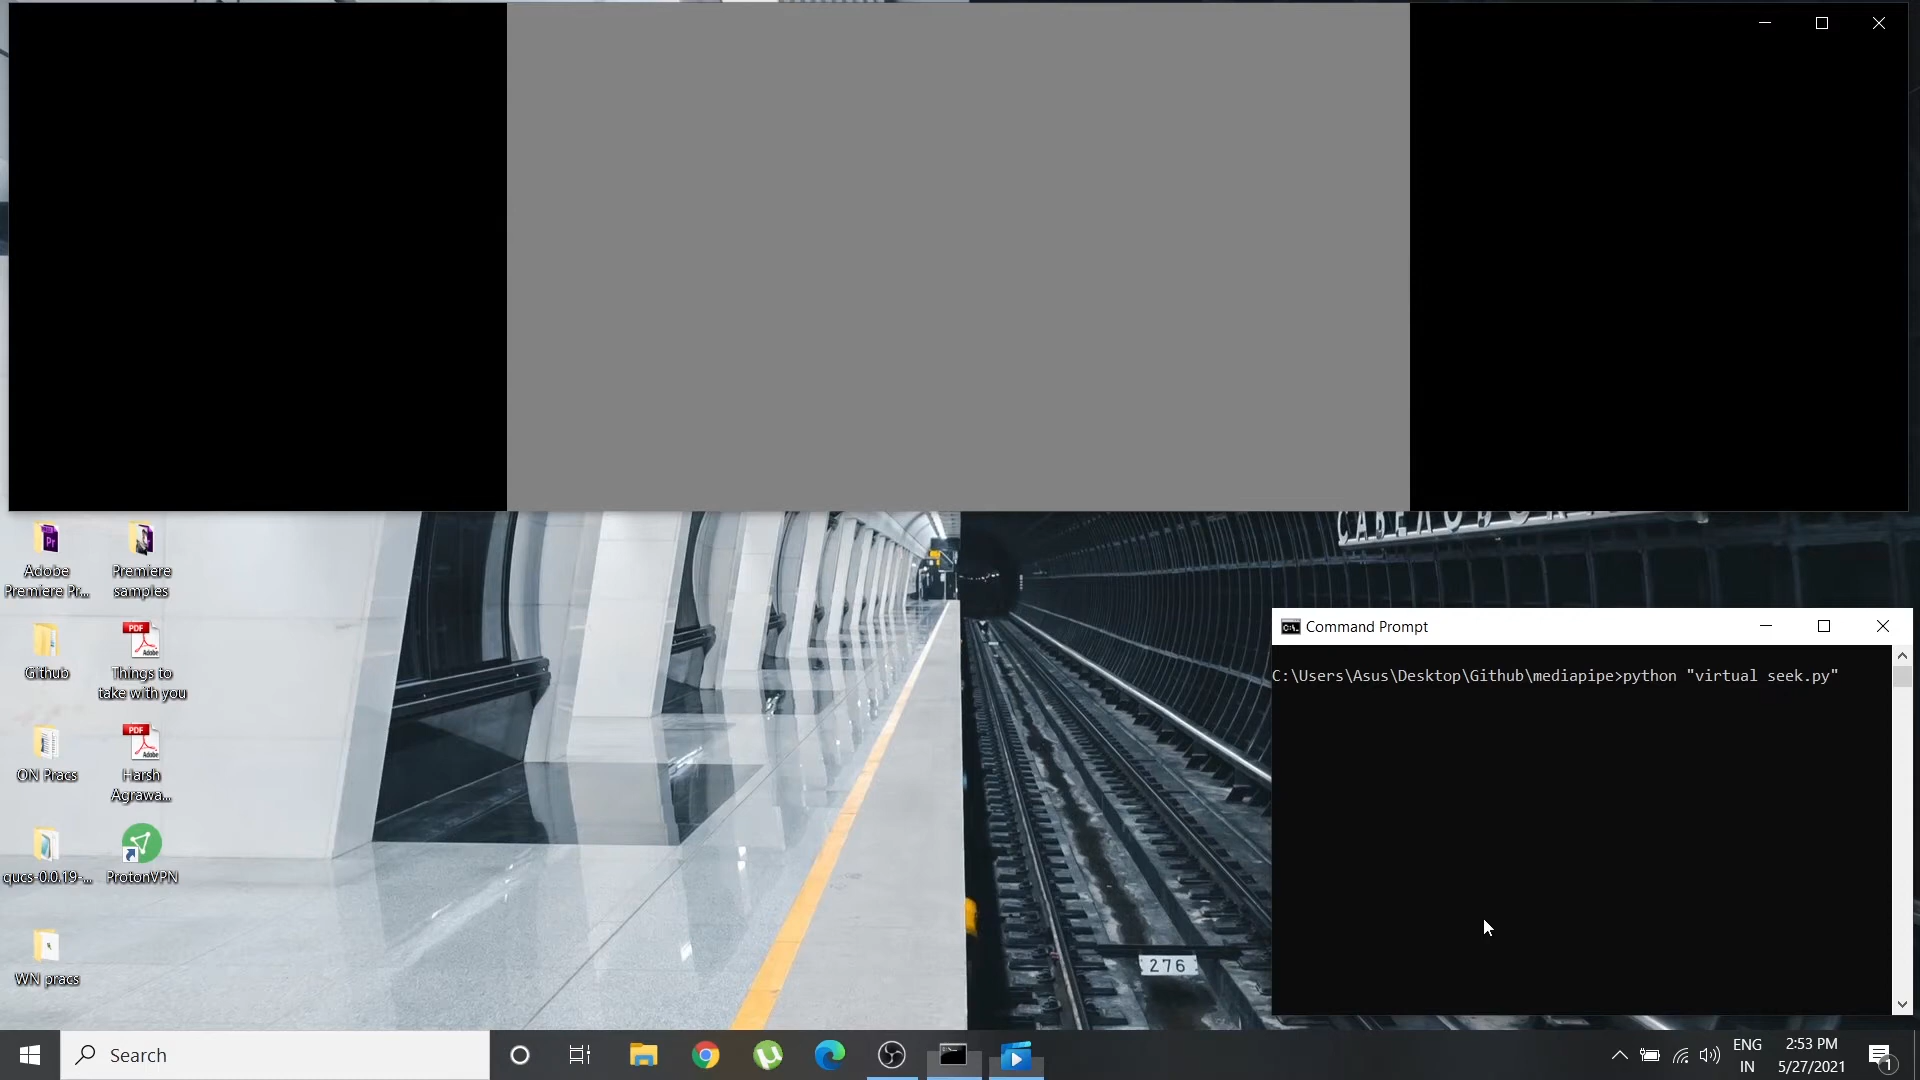 Adobe
Premiere Pr...
Premiere
samples
Github
Things to
take with you
ON Pracs
Harsh
Agrawa...
qucs-0.0.19-...
ProtonVPN
WN pracs
276
Command Prompt
C:\Users\Asus\Desktop\Github\mediapipe>python "virtual seek.py"
Search
ENG
IN
2:53 PM
5/27/2021
1